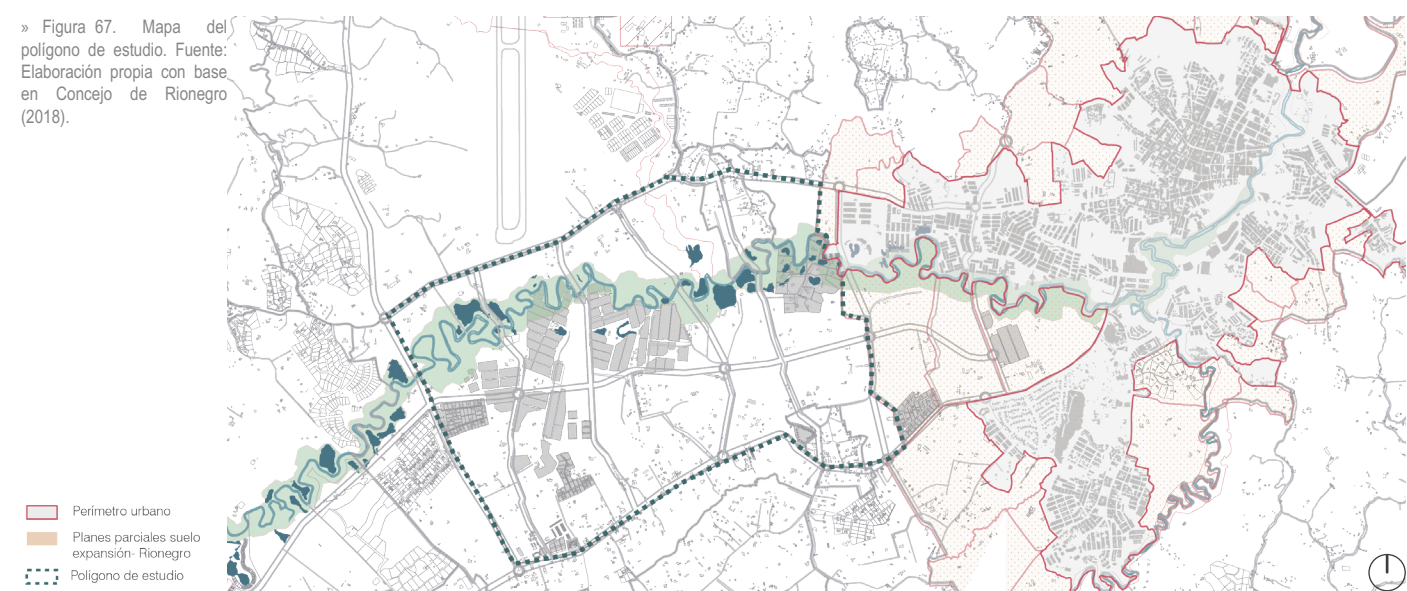 » Figura 67. Mapa del
polígono de estudio. Fuente:
Elaboración propia con base
en Concejo de Rionegro
(2018).
Perímetro urbano
Planes parciales suelo
expansión- Rionegro
Polígono de estudio